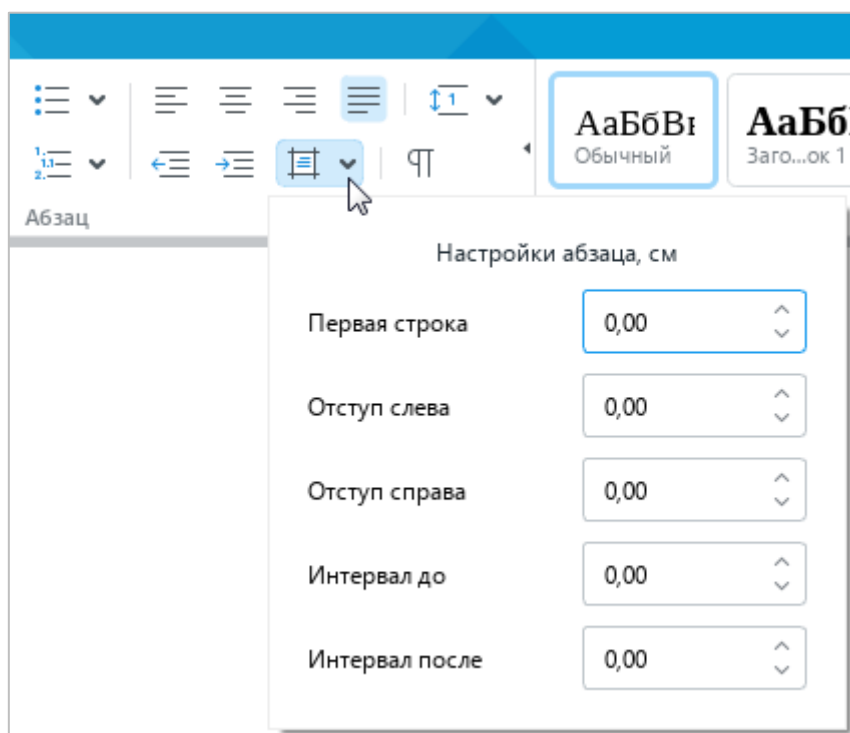 АаБбВ
Обычный
АаБб
Заго...ок 1
Абзац
Настройки абзаца, см
Первая строка 0,00
Отступ слева 0,00
Отступ справа 0,00
Интервал до 0,00
Интервал после 0,00